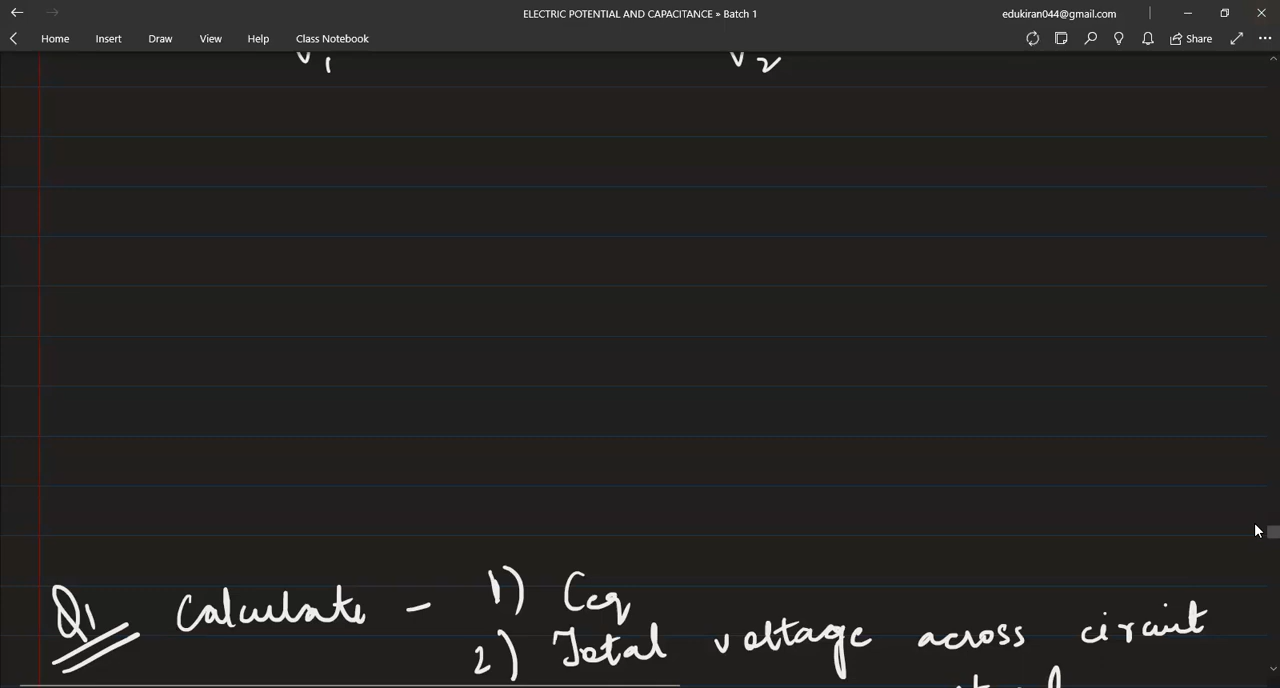 ELECTRIC POTENTIAL AND CAPACITANCE » Batch 1
edukiran044@gmail.com
Home Insert Draw View Help Class Notebook Share
V1 V2
Q1 Calculate - 1) Ceq
2) Total voltage across circuit